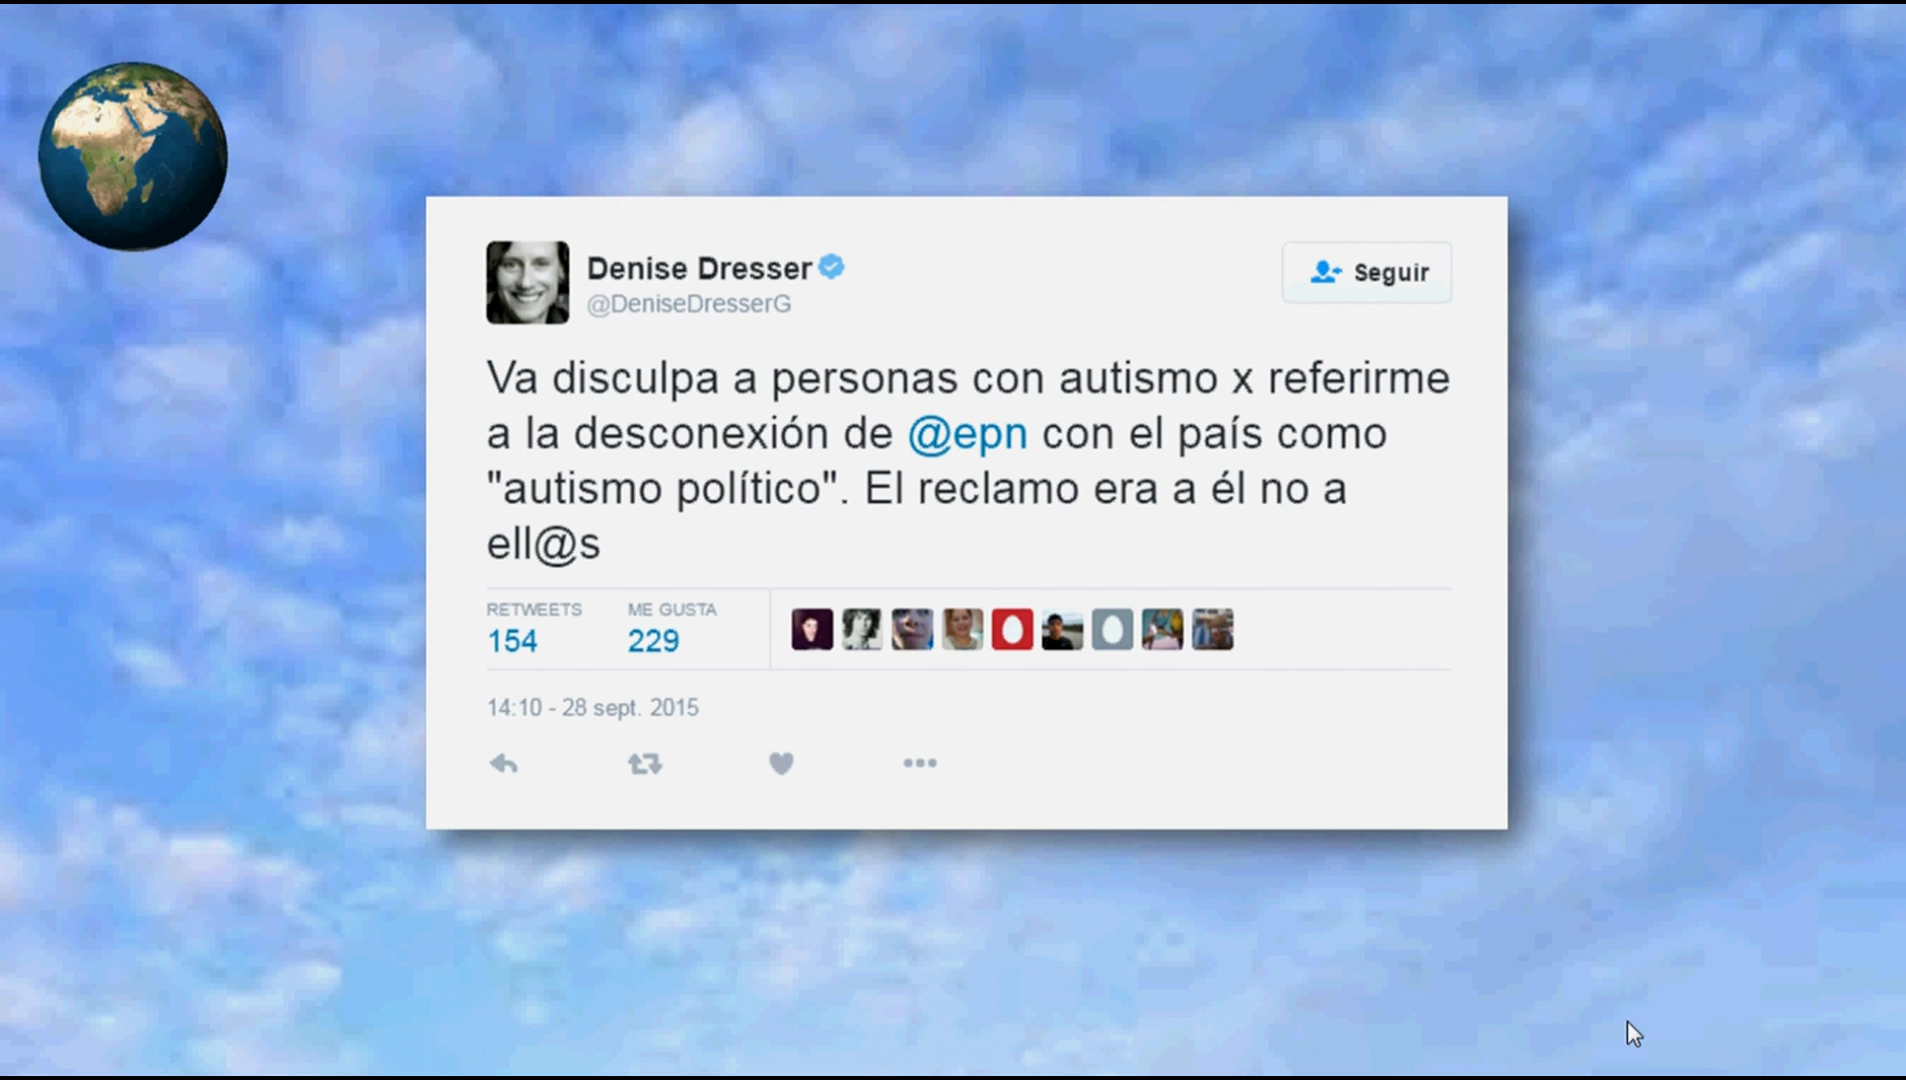 Denise Dresser
@DeniseDresserG
Seguir
Va disculpa a personas con autismo x referirme
a la desconexión de @epn con el país como
"autismo político". El reclamo era a él no a
ell@s
RETWEETS ME GUSTA
154 229
14:10 - 28 sept. 2015